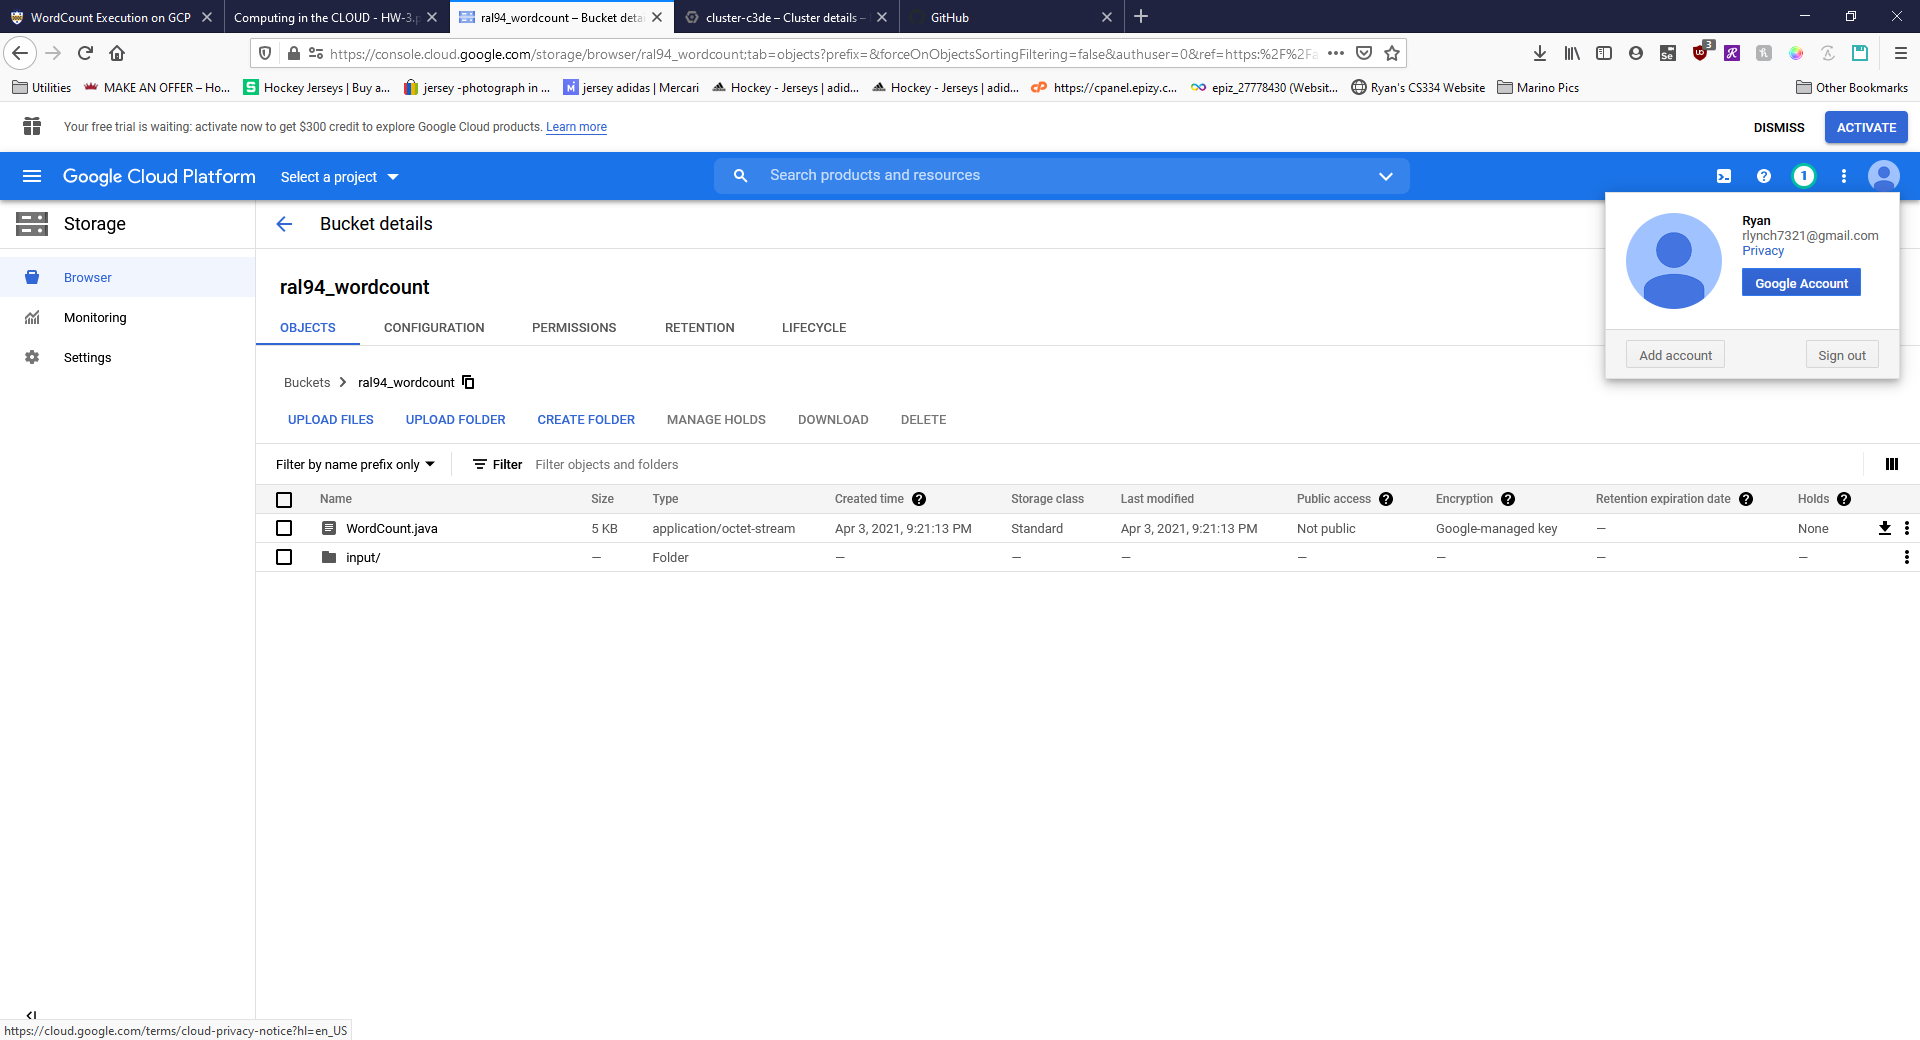 WordCount Execution on GCP
Computing in the CLOUD - HW-3.p
ral94_wordcount – Bucket detai
cluster-c3de – Cluster details –
GitHub
https://console.cloud.google.com/storage/browser/ral94_wordcount;tab=objects?prefix=&forceOnObjectsSortingFiltering=false&authuser=0&ref=https:%2F%2Fa
3
Utilities
MAKE AN OFFER – Ho...
Hockey Jerseys | Buy a...
jersey -photograph in ...
jersey adidas | Mercari
Hockey - Jerseys | adid...
Hockey - Jerseys | adid...
https://cpanel.epizy.c...
epiz_27778430 (Websit...
Ryan's CS334 Website
Marino Pics
Other Bookmarks
Your free trial is waiting: activate now to get $300 credit to explore Google Cloud products. Learn more
DISMISS
ACTIVATE
Google Cloud Platform
Select a project
Search products and resources
1
Storage
Bucket details
Ryan
rlynch7321@gmail.com
Privacy
Google Account
Add account
Sign out
Browser
Monitoring
Settings
ral94_wordcount
OBJECTS CONFIGURATION PERMISSIONS RETENTION LIFECYCLE
Buckets > ral94_wordcount
UPLOAD FILES UPLOAD FOLDER CREATE FOLDER MANAGE HOLDS DOWNLOAD DELETE
Filter by name prefix only Filter Filter objects and folders
Name Size Type Created time Storage class Last modified Public access Encryption Retention expiration date Holds
WordCount.java 5 KB application/octet-stream Apr 3, 2021, 9:21:13 PM Standard Apr 3, 2021, 9:21:13 PM Not public Google-managed key — None
input/ — Folder — — — — — — —
https://cloud.google.com/terms/cloud-privacy-notice?hl=en_US